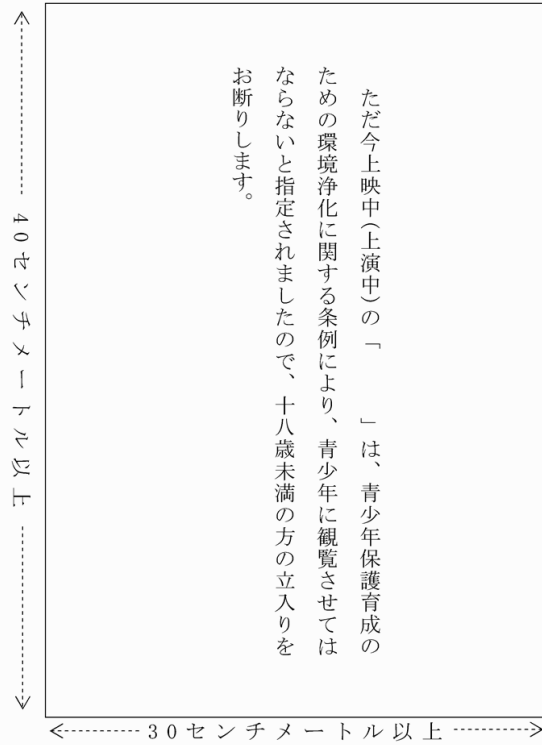 ただ今上映中(上演中)の「　　　」は、青少年保護育成の
ための環境浄化に関する条例により、青少年に観覧させては
ならないと指定されましたので、十八歳未満の方の立入りを
お断りします。
40センチメートル以上
30センチメートル以上